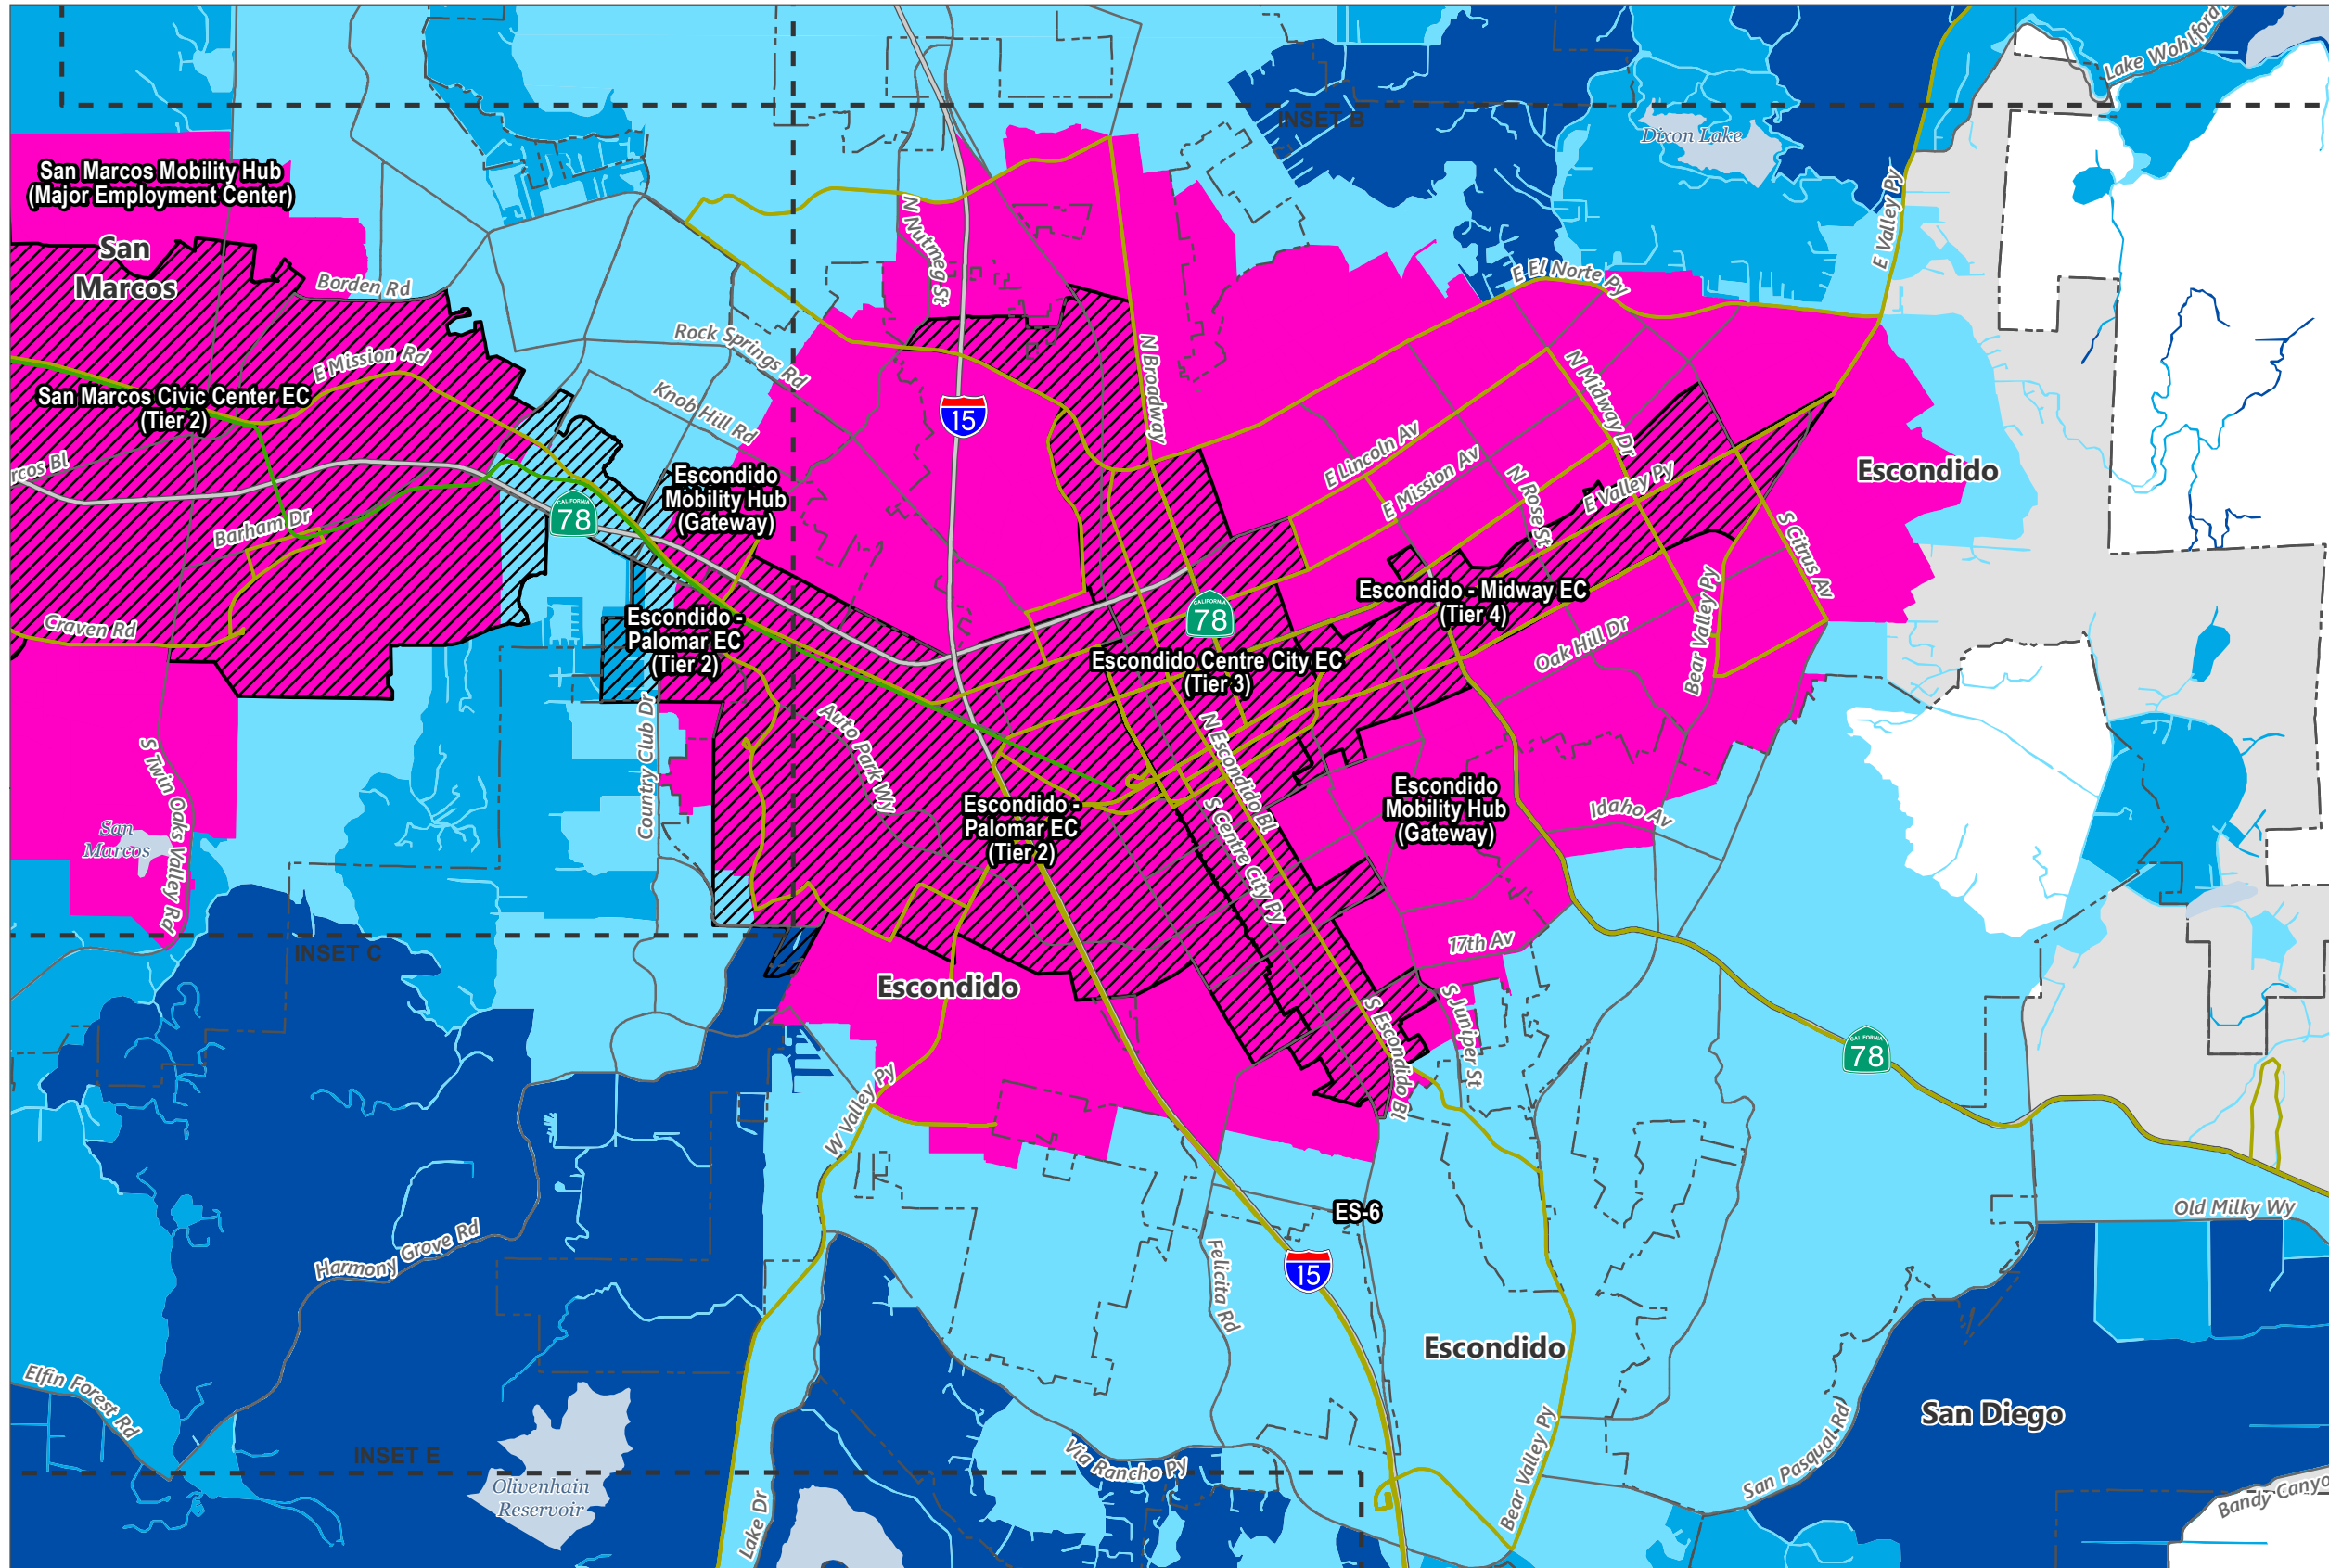 Lake Wohlford
INSET B
Dixon Lake
San Marcos Mobility Hub
(Major Employment Center)
San
Marcos
Borden Rd
N Nutmeg St
E Valley Py
E El Norte Py
Rock Springs Rd
E Mission Rd
Knob Hill Rd
San Marcos Civic Center EC
(Tier 2)
15
N Broadway
N Midway Dr
E Lincoln Av
E Mission Av
N Rose St
E Valley Py
Escondido
rcos Bl
Escondido
Mobility Hub
(Gateway)
78
Barham Dr
S Citrus Av
Craven Rd
Escondido -
Palomar EC
(Tier 2)
78
Escondido - Midway EC
(Tier 4)
Oak Hill Dr
Bear Valley Py
Escondido Centre City EC
(Tier 3)
Country Club Dr
Auto Park Wy
N Escondido Bl
S Twin Oaks Valley Rd
San
Marcos
Escondido -
Palomar EC
(Tier 2)
S Centre City Py
Escondido
Mobility Hub
(Gateway)
Idaho Av
17th Av
INSET C
Escondido
S Escondido Bl
S Juniper St
78
W Valley Py
ES-6
Old Milky Wy
Harmony Grove Rd
Felicita Rd
15
Escondido
Elfin Forest Rd
San Diego
INSET E
Olivenhain
Reservoir
Lake Dr
Via Rancho Py
Bear Valley Py
San Pasqual Rd
Bandy Canyo